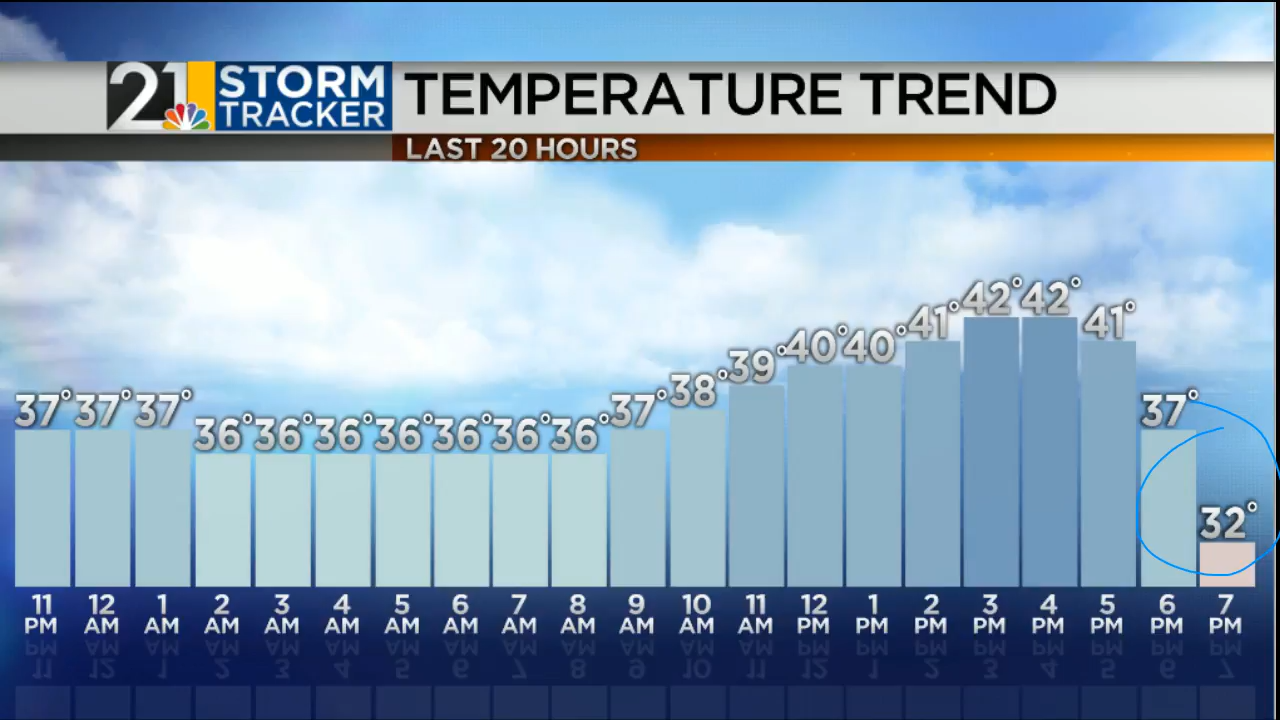 21 STORM
TRACKER
TEMPERATURE TREND
LAST 20 HOURS
37° 37° 37° 36° 36° 36° 36° 36° 36° 36° 37° 38° 39° 40° 40° 41° 42° 42° 41° 37° 32°
11 12 1 2 3 4 5 6 7 8 9 10 11 12 1 2 3 4 5 6 7
PM AM AM AM AM AM AM AM AM AM AM AM AM PM PM PM PM PM PM PM PM